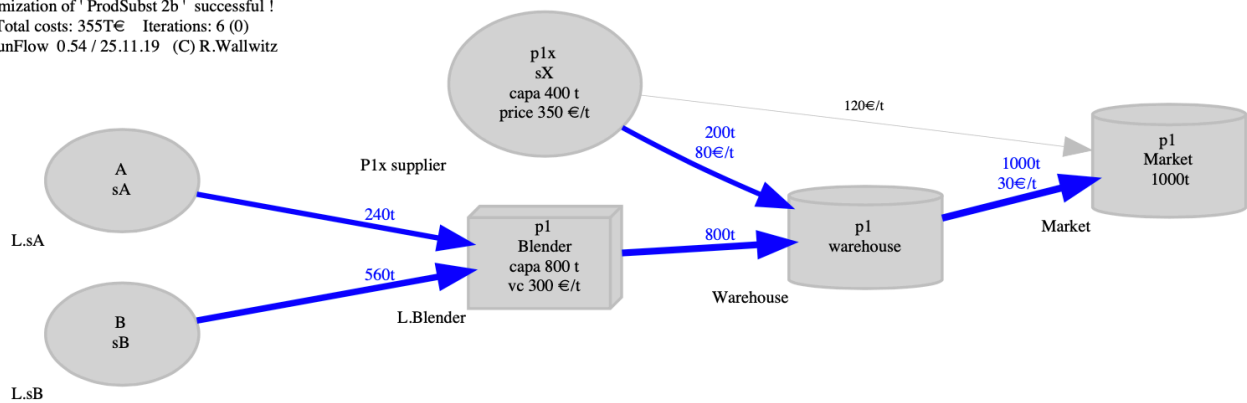 mization of ' ProdSubst 2b '  successful !
Total costs: 355T€   Iterations: 6 (0)
unFlow  0.54 / 25.11.19   (C) R.Wallwitz
p1x
sX
capa 400 t
price 350 €/t
120€/t
p1
Market
1000t
200t
80€/t
1000t
30€/t
Market
A
sA
P1x supplier
240t
L.sA
p1
Blender
capa 800 t
vc 300 €/t
800t
p1
warehouse
Warehouse
560t
L.Blender
B
sB
L.sB